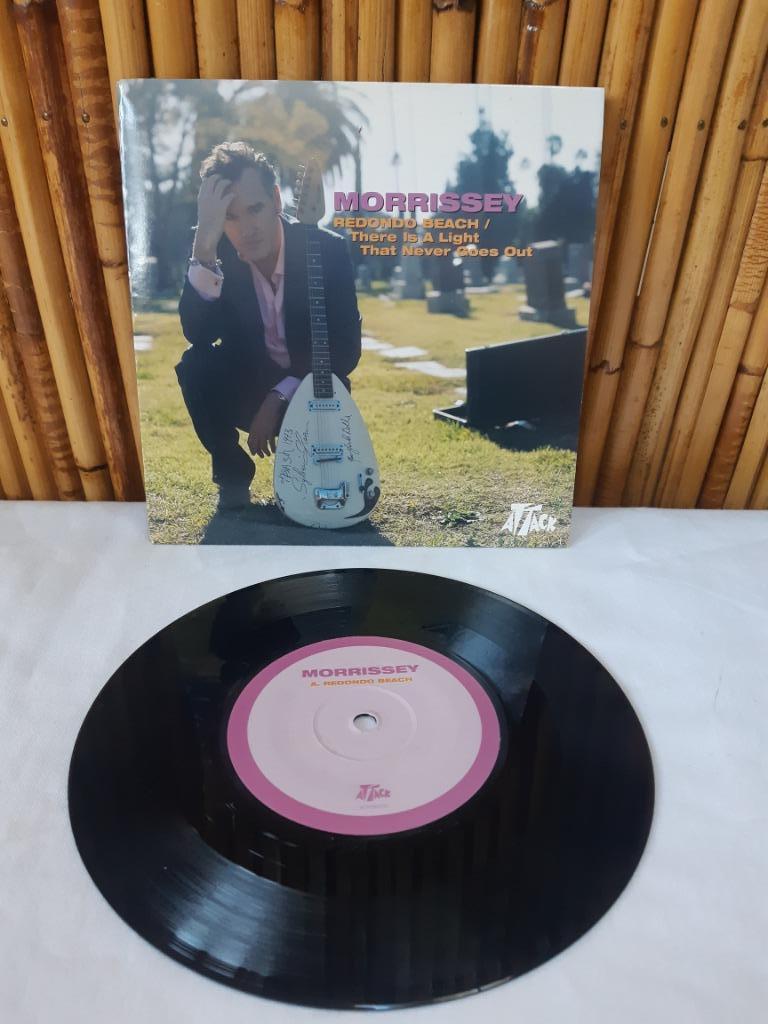 MORRISSEY
REDONDO BEACH /
There Is A Light
That Never Goes Out
ATTACK
MORRISSEY
A. REDONDO BEACH
ATTACK